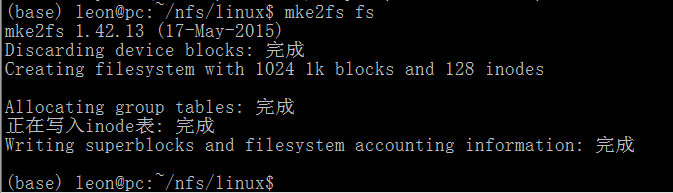 (base) leon@pc:~/nfs/linux$ mke2fs fs
mke2fs 1.42.13 (17-May-2015)
Discarding device blocks: 完成
Creating filesystem with 1024 1k blocks and 128 inodes
Allocating group tables: 完成
正在写入inode表: 完成
Writing superblocks and filesystem accounting information: 完成
(base) leon@pc:~/nfs/linux$